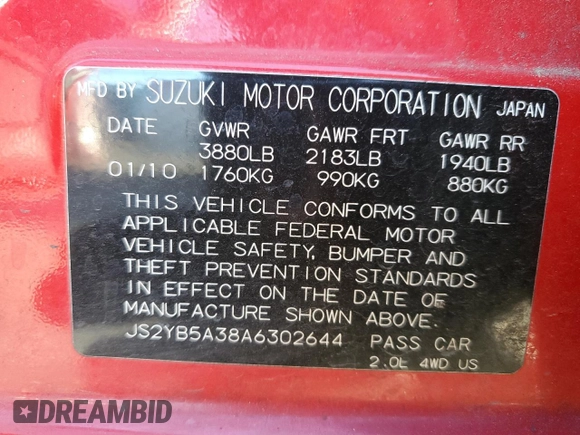 MFD BY SUZUKI MOTOR CORPORATION JAPAN
DATE GVWR GAWR FRT GAWR RR
3880LB 2183LB 1940LB
01/10 1760KG 990KG 880KG
THIS VEHICLE CONFORMS TO ALL
APPLICABLE FEDERAL MOTOR
VEHICLE SAFETY, BUMPER AND
THEFT PREVENTION STANDARDS
IN EFFECT ON THE DATE OF
MANUFACTURE SHOWN ABOVE.
JS2YB5A38A6302644 PASS CAR
2.0L 4WD US
DREAMBID